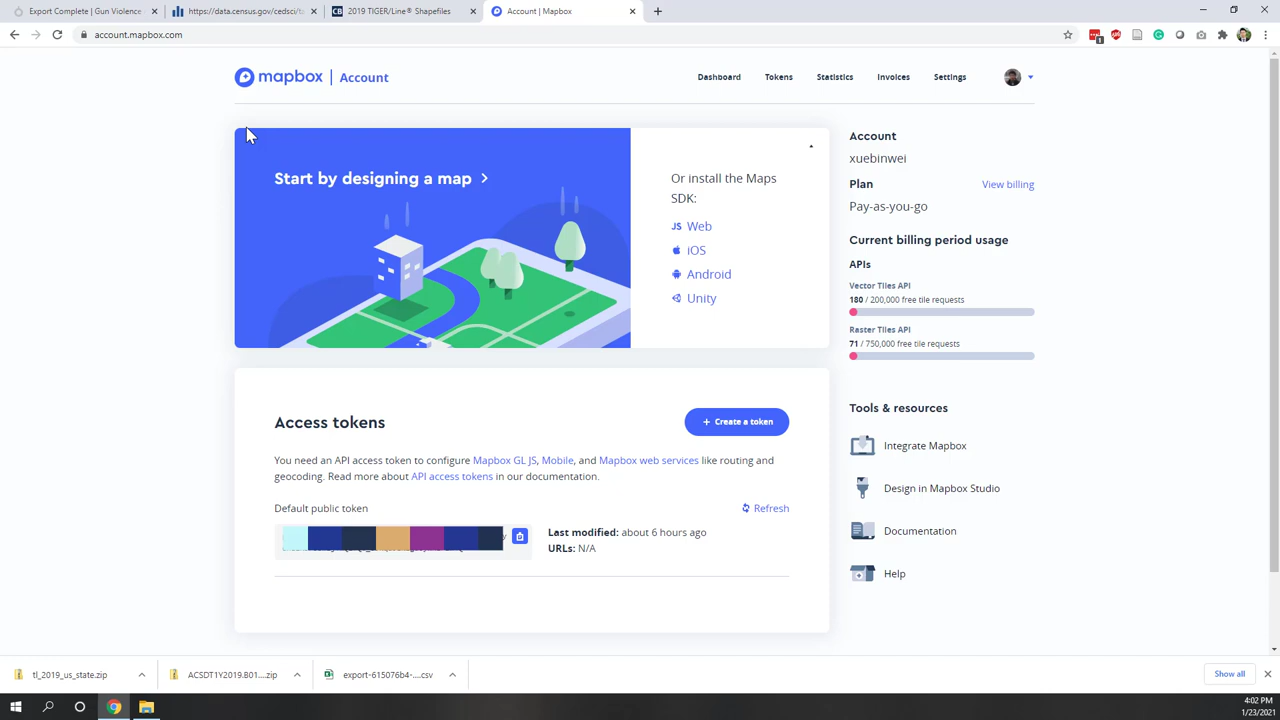 Export Complete | Gun Violence
https://data.census.gov/cedsci/ta
2019 TIGER/Line® Shapefiles
Account | Mapbox
account.mapbox.com
mapbox | Account
Dashboard
Tokens
Statistics
Invoices
Settings
Start by designing a map
Or install the Maps
SDK:
JS Web
iOS
Android
Unity
Account
xuebinwei
Plan
View billing
Pay-as-you-go
Current billing period usage
APIs
Vector Tiles API
180 / 200,000 free tile requests
Raster Tiles API
71 / 750,000 free tile requests
Access tokens
+ Create a token
You need an API access token to configure Mapbox GL JS, Mobile, and Mapbox web services like routing and
geocoding. Read more about API access tokens in our documentation.
Default public token
Refresh
Last modified: about 6 hours ago
URLs: N/A
Tools & resources
Integrate Mapbox
Design in Mapbox Studio
Documentation
Help
tl_2019_us_state.zip
ACSDT1Y2019.B01....zip
export-615076b4-....csv
Show all
4:02 PM
1/23/2021